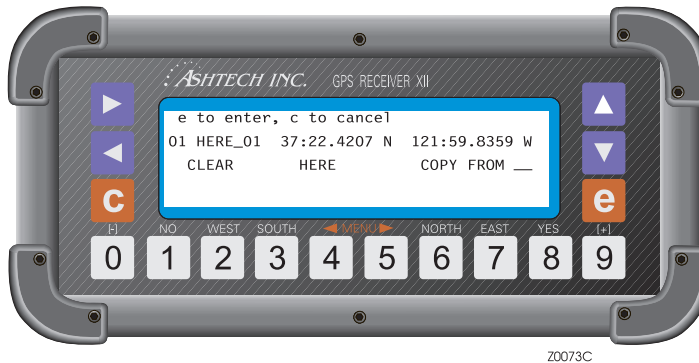 ASHTECH INC. GPS RECEIVER XII
e to enter, c to cancel
01 HERE_01 37:22.4207 N 121:59.8359 W
CLEAR HERE COPY FROM __
c e
[-] NO WEST SOUTH MENU NORTH EAST YES [+]
0 1 2 3 4 5 6 7 8 9
Z0073C